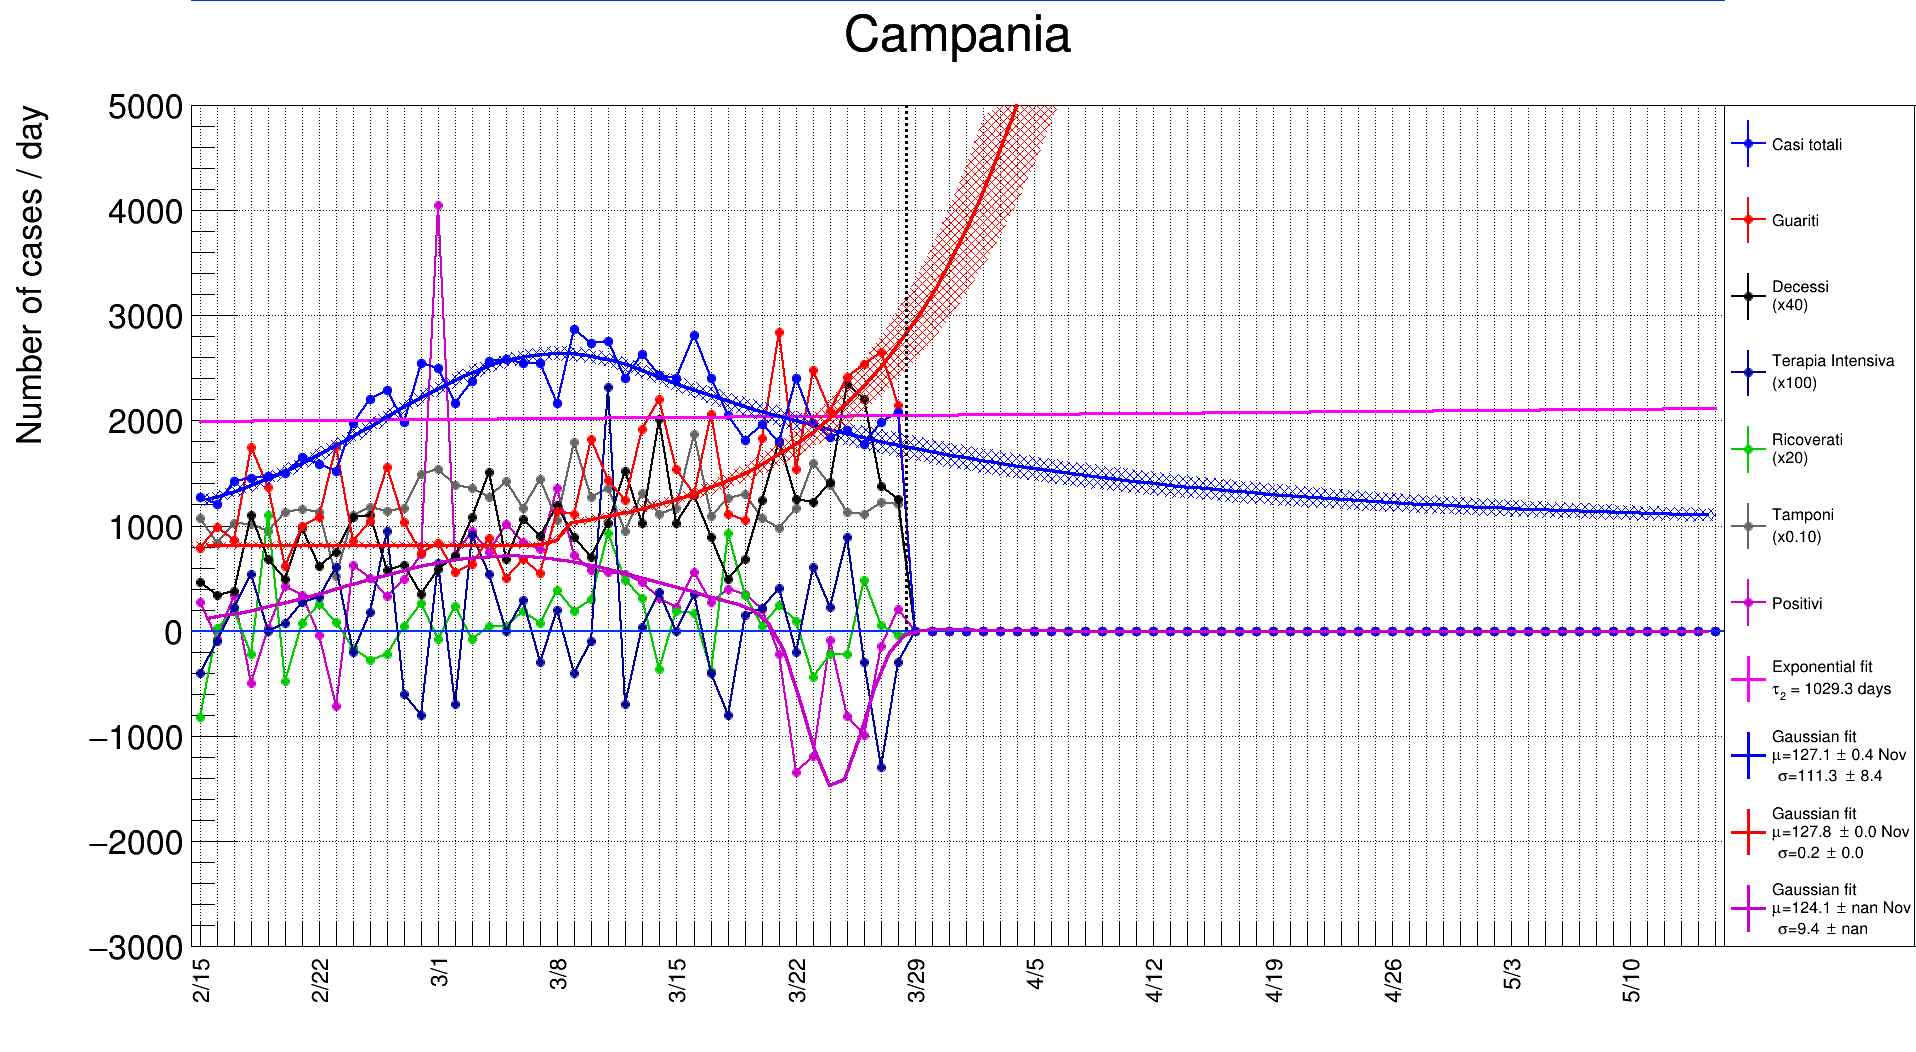 Campania
Number of cases / day
5000
4000
3000
2000
1000
0
−1000
−2000
−3000
2/15
2/22
3/1
3/8
3/15
3/22
3/29
4/5
4/12
4/19
4/26
5/3
5/10
Casi totali
Guariti
Decessi
(x40)
Terapia Intensiva
(x100)
Ricoverati
(x20)
Tamponi
(x0.10)
Positivi
Exponential fit
τ2 = 1029.3 days
Gaussian fit
μ=127.1 ± 0.4 Nov
σ=111.3 ± 8.4
Gaussian fit
μ=127.8 ± 0.0 Nov
σ=0.2 ± 0.0
Gaussian fit
μ=124.1 ± nan Nov
σ=9.4 ± nan